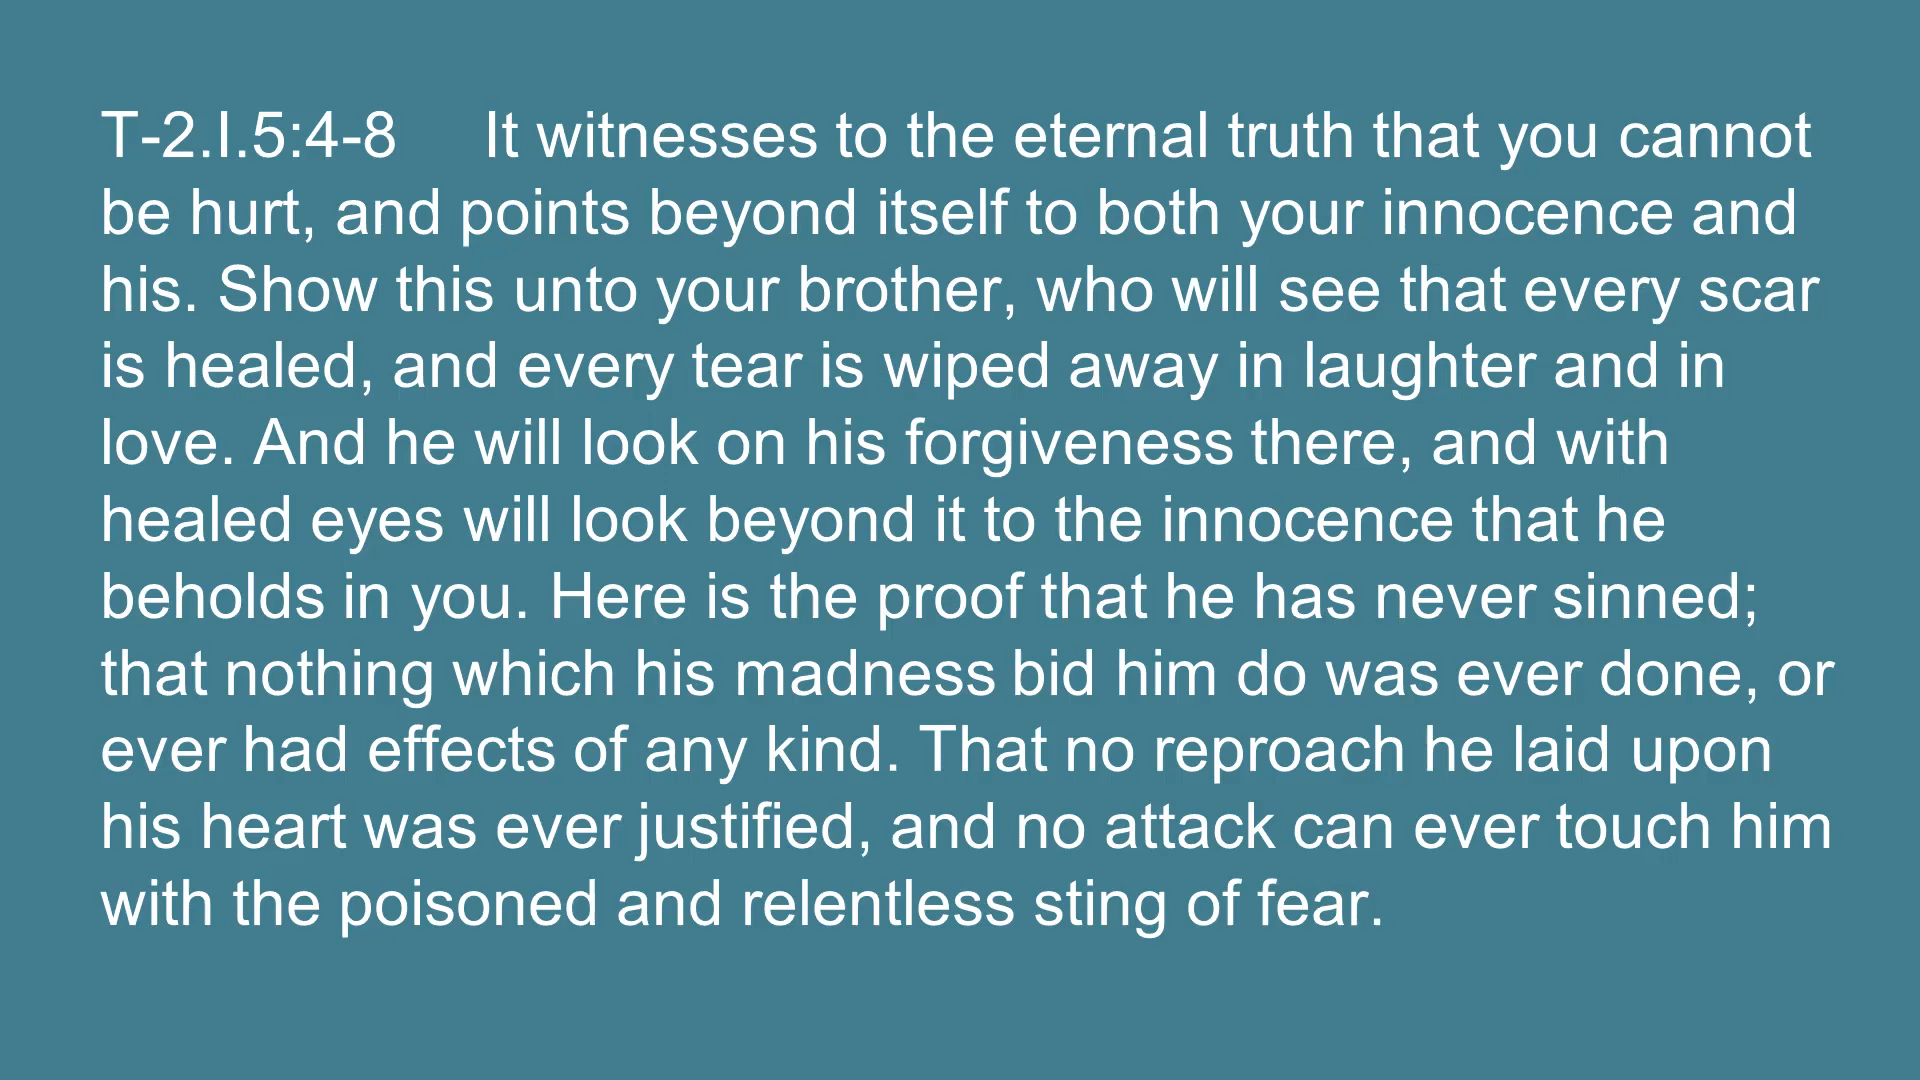 T-2.I.5:4-8 It witnesses to the eternal truth that you cannot
be hurt, and points beyond itself to both your innocence and
his. Show this unto your brother, who will see that every scar
is healed, and every tear is wiped away in laughter and in
love. And he will look on his forgiveness there, and with
healed eyes will look beyond it to the innocence that he
beholds in you. Here is the proof that he has never sinned;
that nothing which his madness bid him do was ever done, or
ever had effects of any kind. That no reproach he laid upon
his heart was ever justified, and no attack can ever touch him
with the poisoned and relentless sting of fear.